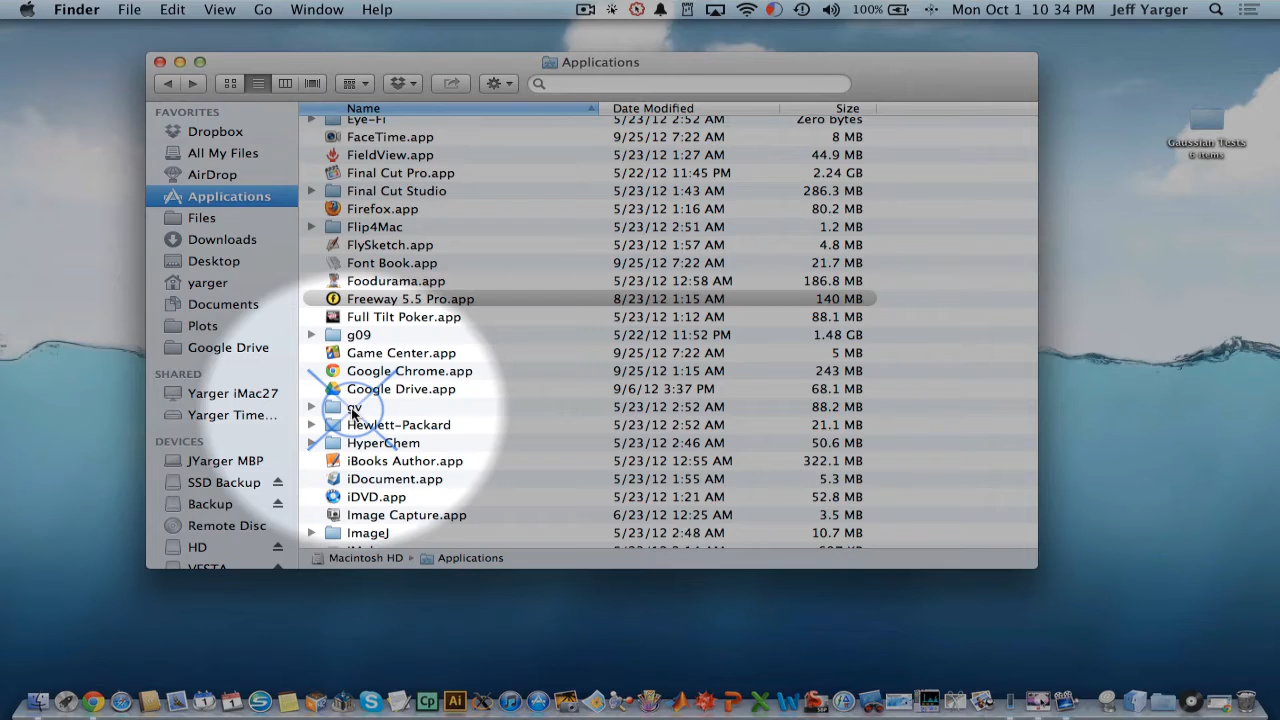 Finder File Edit View Go Window Help 100% Mon Oct 1 10:34 PM Jeff Yarger
Applications
FAVORITES
Dropbox
All My Files
AirDrop
Applications
Files
Downloads
Desktop
yarger
Documents
Plots
Google Drive
SHARED
Yarger iMac27
Yarger Time...
DEVICES
JYarger MBP
SSD Backup
Backup
Remote Disc
HD
VESTA
Name Date Modified Size
Eye-Fi 5/23/12 2:52 AM Zero bytes
FaceTime.app 9/25/12 7:22 AM 8 MB
FieldView.app 5/23/12 1:27 AM 44.9 MB
Final Cut Pro.app 5/22/12 11:45 PM 2.24 GB
Final Cut Studio 5/23/12 1:43 AM 286.3 MB
Firefox.app 5/23/12 1:16 AM 80.2 MB
Flip4Mac 5/23/12 2:51 AM 1.2 MB
FlySketch.app 5/23/12 1:57 AM 4.8 MB
Font Book.app 9/25/12 7:22 AM 21.7 MB
Foodurama.app 5/23/12 12:58 AM 186.8 MB
Freeway 5.5 Pro.app 8/23/12 1:15 AM 140 MB
Full Tilt Poker.app 5/23/12 1:12 AM 88.1 MB
g09 5/22/12 11:52 PM 1.48 GB
Game Center.app 9/25/12 7:22 AM 5 MB
Google Chrome.app 9/25/12 1:15 AM 243 MB
Google Drive.app 9/6/12 3:37 PM 68.1 MB
gv 5/23/12 2:52 AM 88.2 MB
Hewlett-Packard 5/23/12 2:52 AM 21.1 MB
HyperChem 5/23/12 2:46 AM 50.6 MB
iBooks Author.app 5/23/12 12:55 AM 322.1 MB
iDocument.app 5/23/12 1:55 AM 5.3 MB
iDVD.app 5/23/12 1:21 AM 52.8 MB
Image Capture.app 6/23/12 12:25 AM 3.5 MB
ImageJ 5/23/12 2:48 AM 10.7 MB
Macintosh HD ▸ Applications
Gaussian Tests
6 items